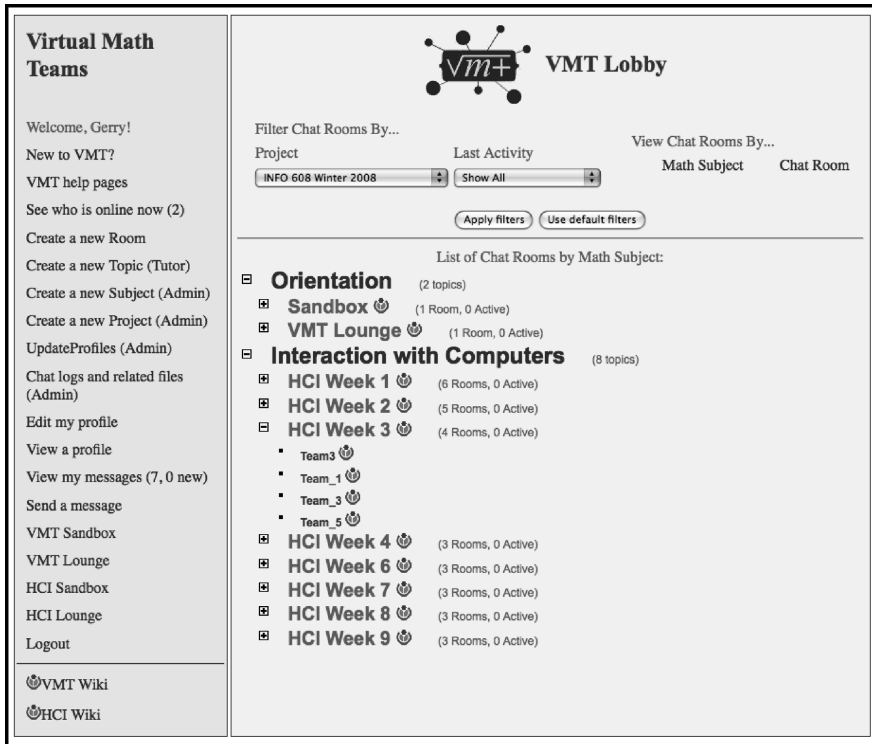 Virtual Math
Teams
Welcome, Gerry!
New to VMT?
VMT help pages
See who is online now (2)
Create a new Room
Create a new Topic (Tutor)
Create a new Subject (Admin)
Create a new Project (Admin)
UpdateProfiles (Admin)
Chat logs and related files
(Admin)
Edit my profile
View a profile
View my messages (7, 0 new)
Send a message
VMT Sandbox
VMT Lounge
HCI Sandbox
HCI Lounge
Logout
VMT Wiki
HCI Wiki
√m+ VMT Lobby
Filter Chat Rooms By...
Project Last Activity
INFO 608 Winter 2008 Show All
View Chat Rooms By...
Math Subject Chat Room
Apply filters Use default filters
List of Chat Rooms by Math Subject:
Orientation (2 topics)
Sandbox (1 Room, 0 Active)
VMT Lounge (1 Room, 0 Active)
Interaction with Computers (8 topics)
HCI Week 1 (6 Rooms, 0 Active)
HCI Week 2 (5 Rooms, 0 Active)
HCI Week 3 (4 Rooms, 0 Active)
Team3
Team_1
Team_3
Team_5
HCI Week 4 (3 Rooms, 0 Active)
HCI Week 6 (3 Rooms, 0 Active)
HCI Week 7 (3 Rooms, 0 Active)
HCI Week 8 (3 Rooms, 0 Active)
HCI Week 9 (3 Rooms, 0 Active)